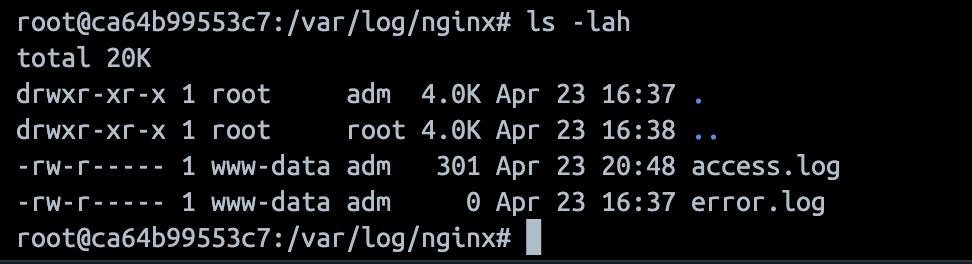 root@ca64b99553c7:/var/log/nginx# ls -lah
total 20K
drwxr-xr-x 1 root     adm  4.0K Apr 23 16:37 .
drwxr-xr-x 1 root     root 4.0K Apr 23 16:38 ..
-rw-r----- 1 www-data adm   301 Apr 23 20:48 access.log
-rw-r----- 1 www-data adm     0 Apr 23 16:37 error.log
root@ca64b99553c7:/var/log/nginx#